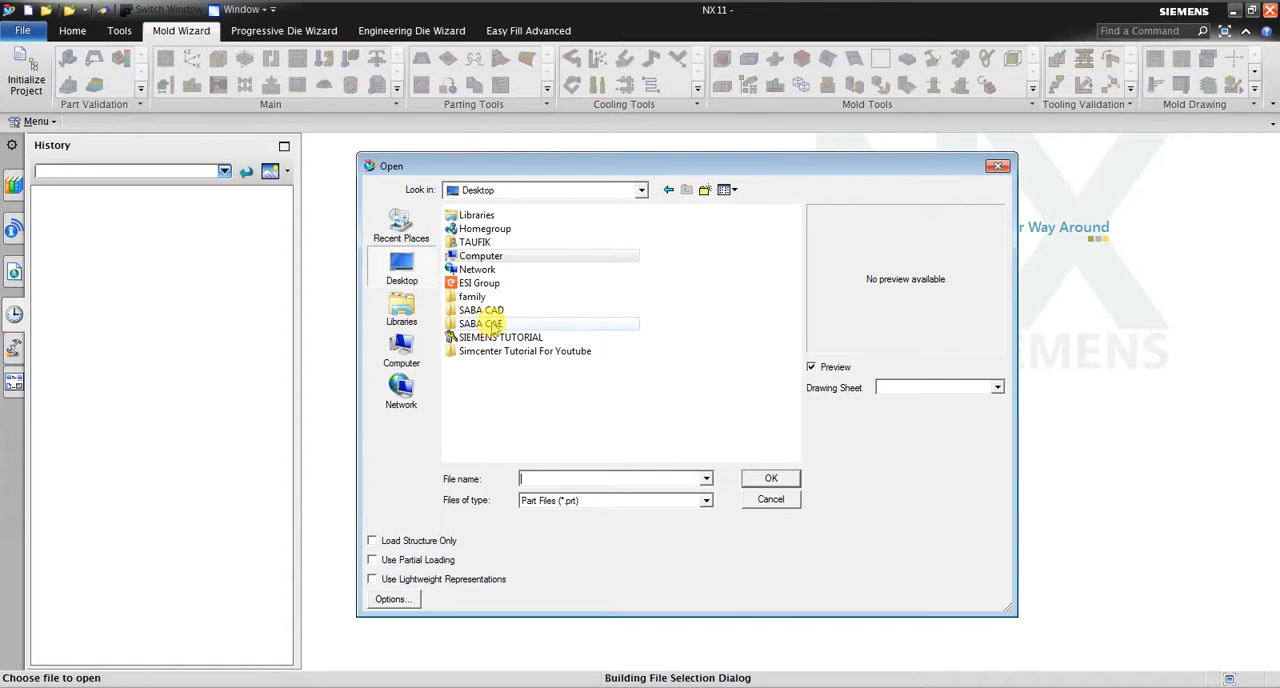 Switch Window
Window
NX 11 -
SIEMENS
File
Home
Tools
Mold Wizard
Progressive Die Wizard
Engineering Die Wizard
Easy Fill Advanced
Find a Command
Initialize
Project
Part Validation
Main
Parting Tools
Cooling Tools
Mold Tools
Tooling Validation
Mold Drawing
Menu
History
Open
Look in:
Desktop
Recent Places
Desktop
Libraries
Computer
Network
Libraries
Homegroup
TAUFIK
Computer
Network
ESI Group
family
SABA CAD
SABA CAE
SIEMENS TUTORIAL
Simcenter Tutorial For Youtube
No preview available
Preview
Drawing Sheet
File name:
OK
Files of type:
Part Files (*.prt)
Cancel
Load Structure Only
Use Partial Loading
Use Lightweight Representations
Options...
r Way Around
IEMENS
Choose file to open
Building File Selection Dialog